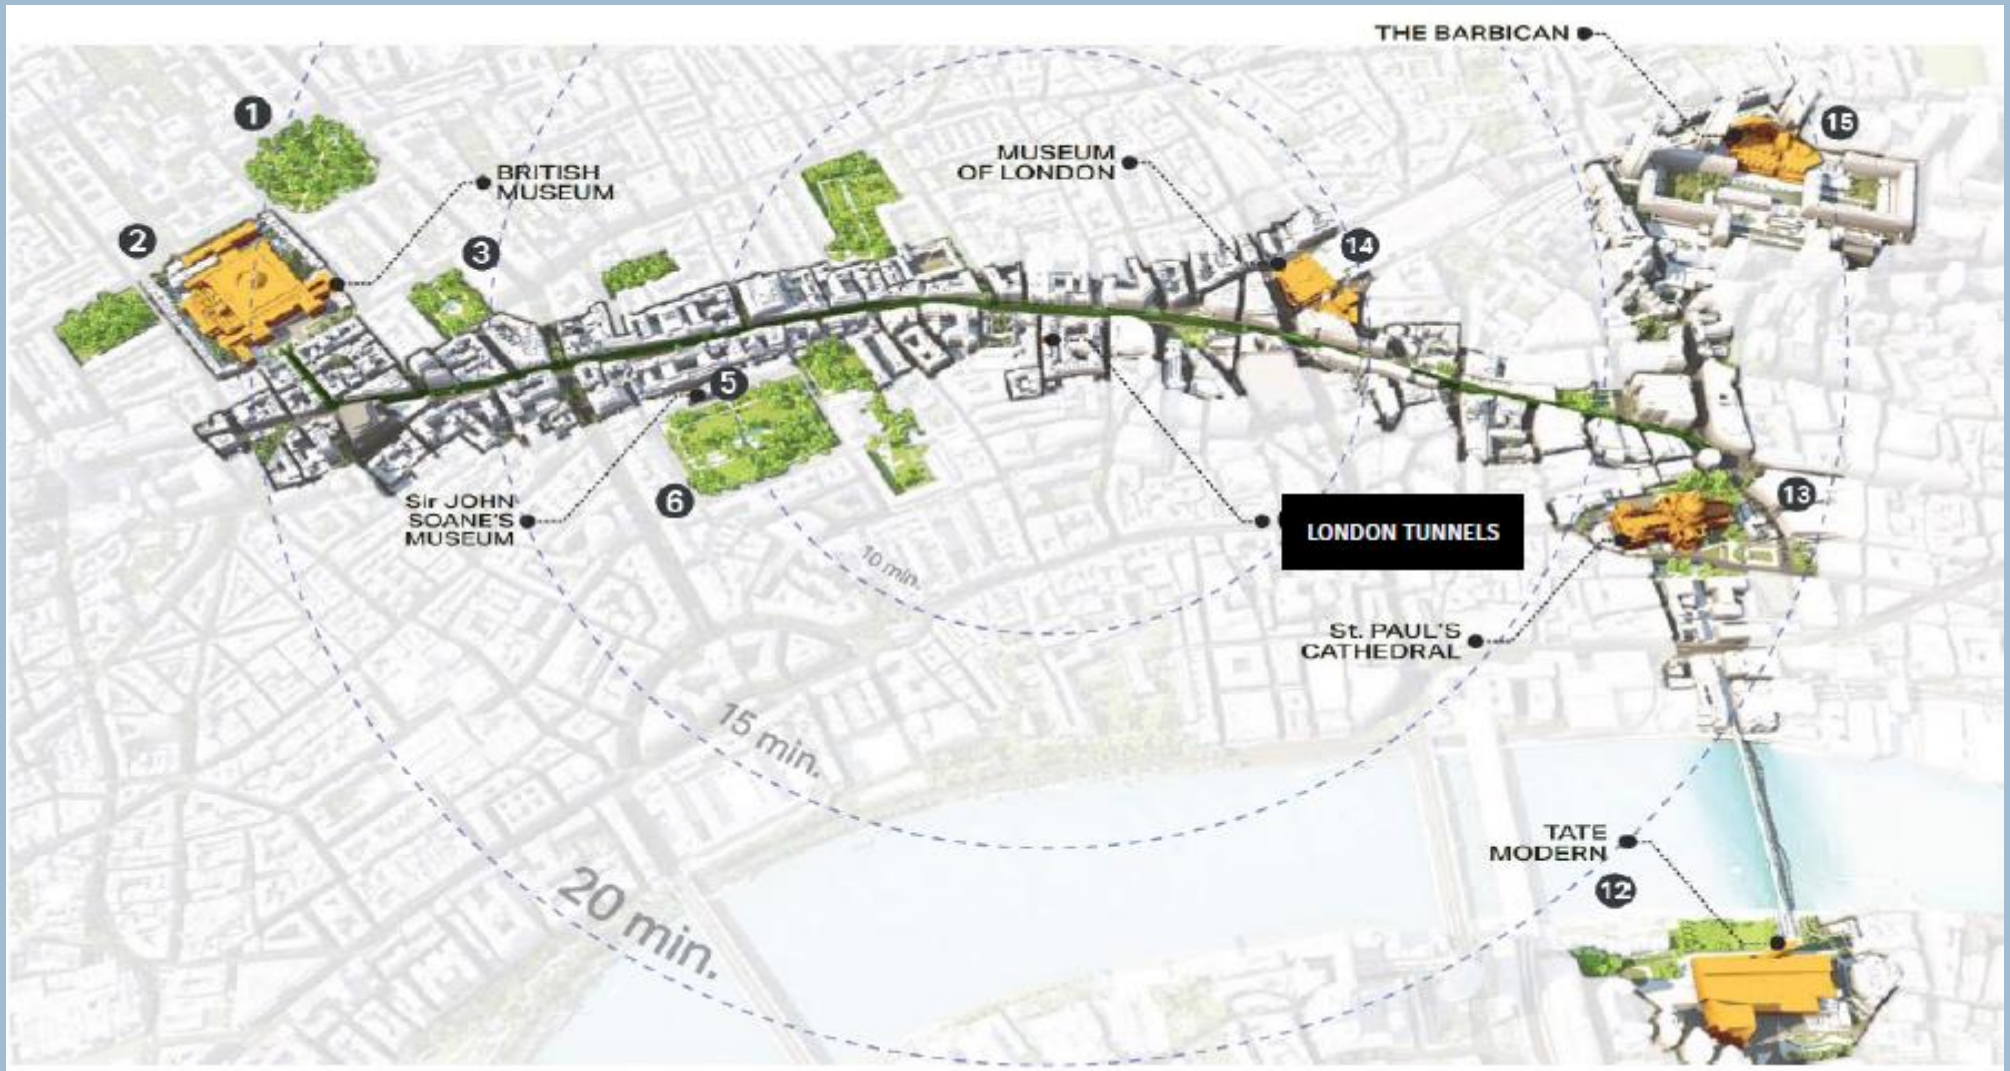 THE BARBICAN
1
15
MUSEUM
OF LONDON
BRITISH
MUSEUM
2
3
14
5
6
Sir JOHN
SOANE'S
MUSEUM
13
LONDON TUNNELS
10 min.
St. PAUL'S
CATHEDRAL
15 min.
TATE
MODERN
12
20 min.